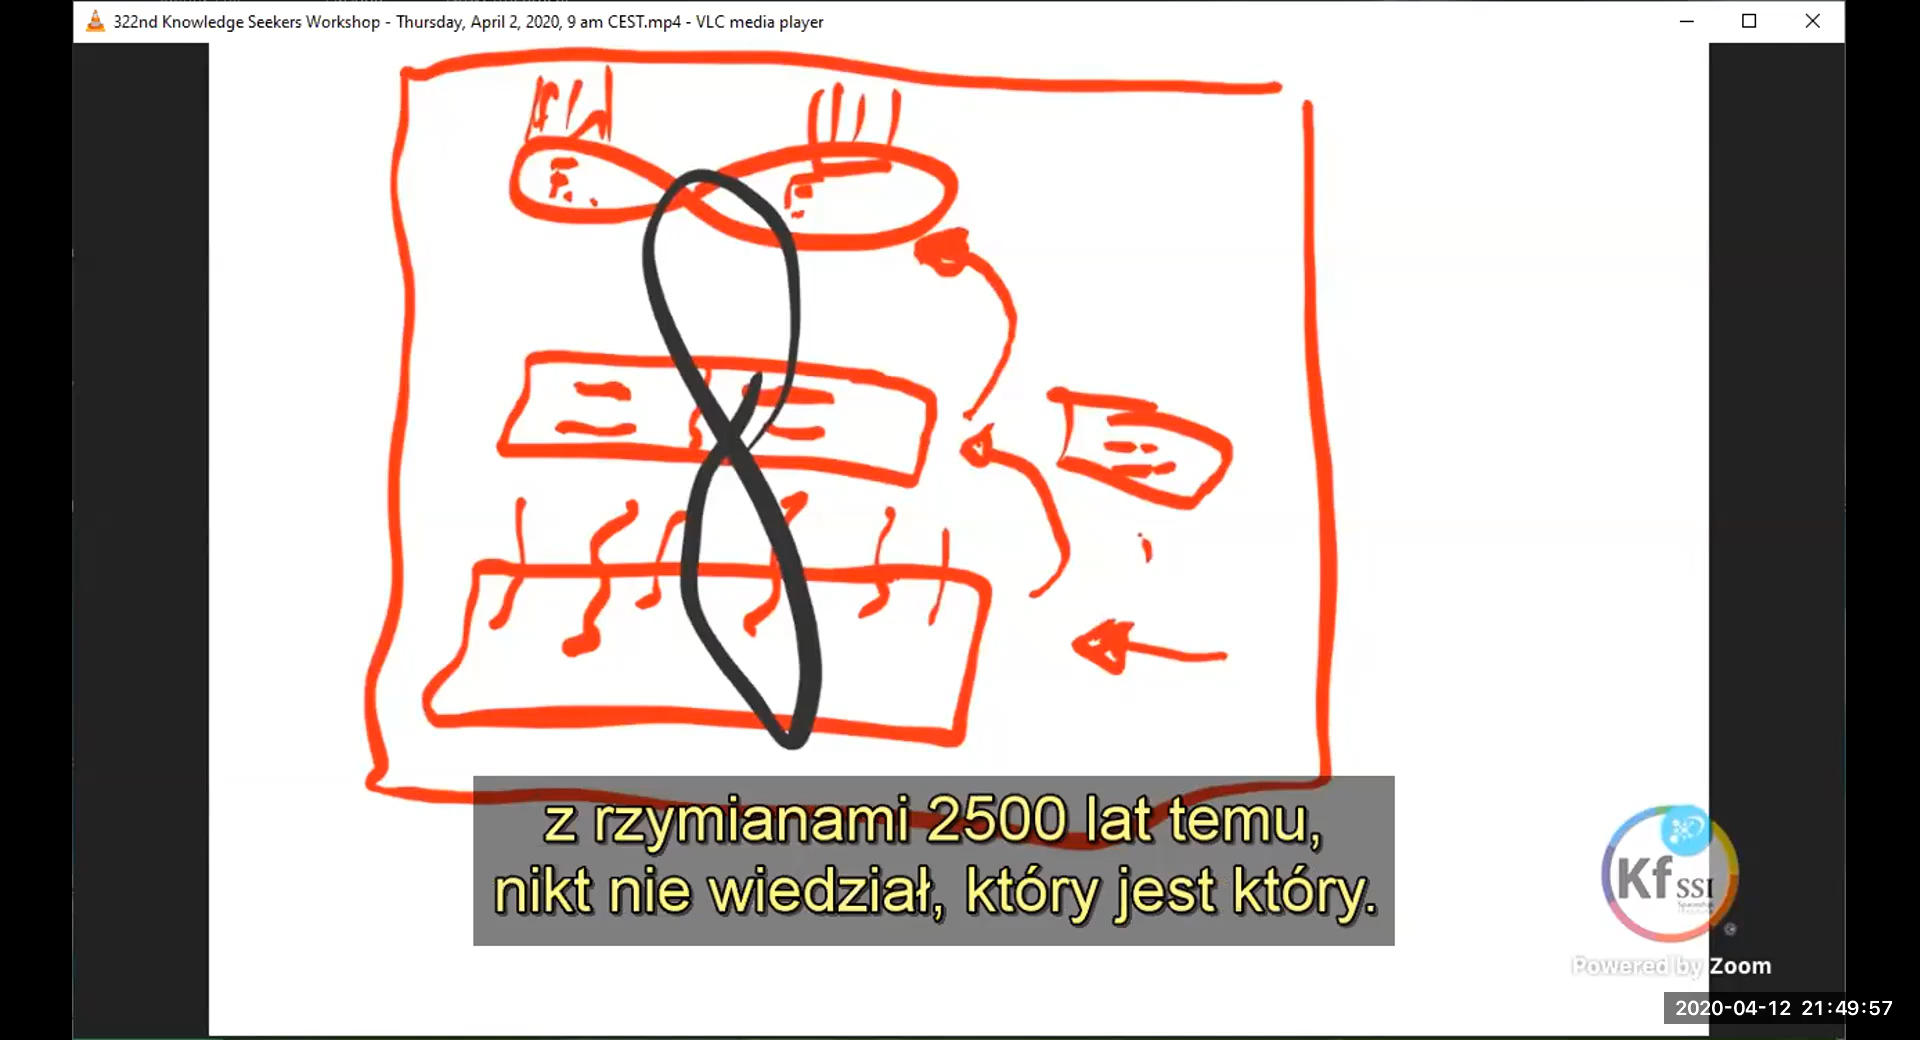 322nd Knowledge Seekers Workshop - Thursday, April 2, 2020, 9 am CEST.mp4 - VLC media player
z rzymianami 2500 lat temu,
nikt nie wiedział, który jest który.
Kf SSI
Powered by Zoom
2020-04-12 21:49:57